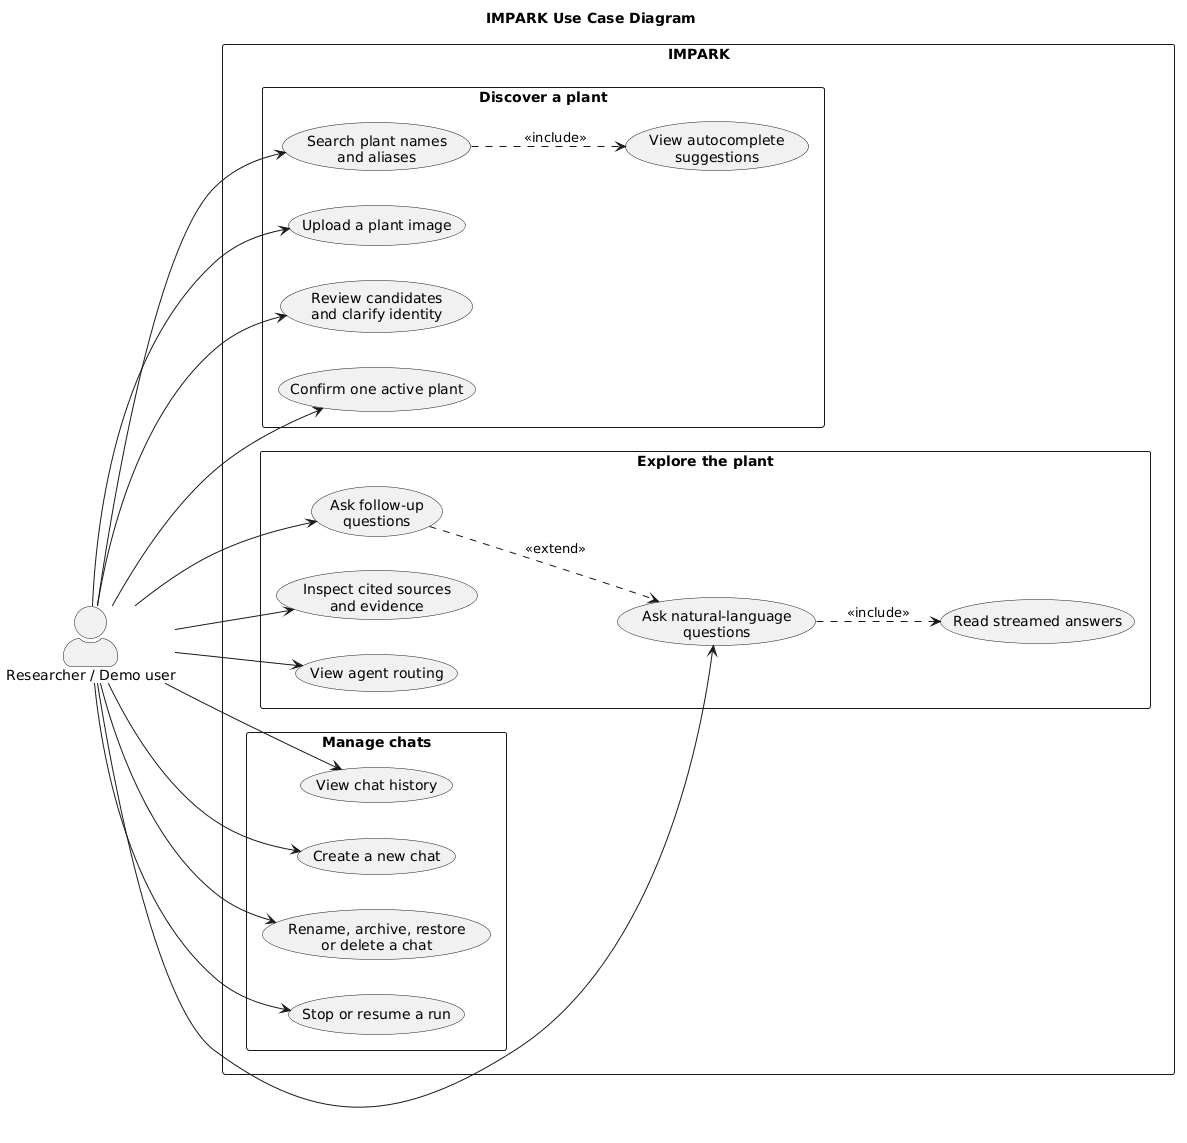 IMPARK Use Case Diagram
IMPARK
Discover a plant
Search plant names
and aliases
«include»
View autocomplete
suggestions
Upload a plant image
Review candidates
and clarify identity
Confirm one active plant
Explore the plant
Ask follow-up
questions
«extend»
Inspect cited sources
and evidence
Ask natural-language
questions
«include»
Read streamed answers
View agent routing
Researcher / Demo user
Manage chats
View chat history
Create a new chat
Rename, archive, restore
or delete a chat
Stop or resume a run